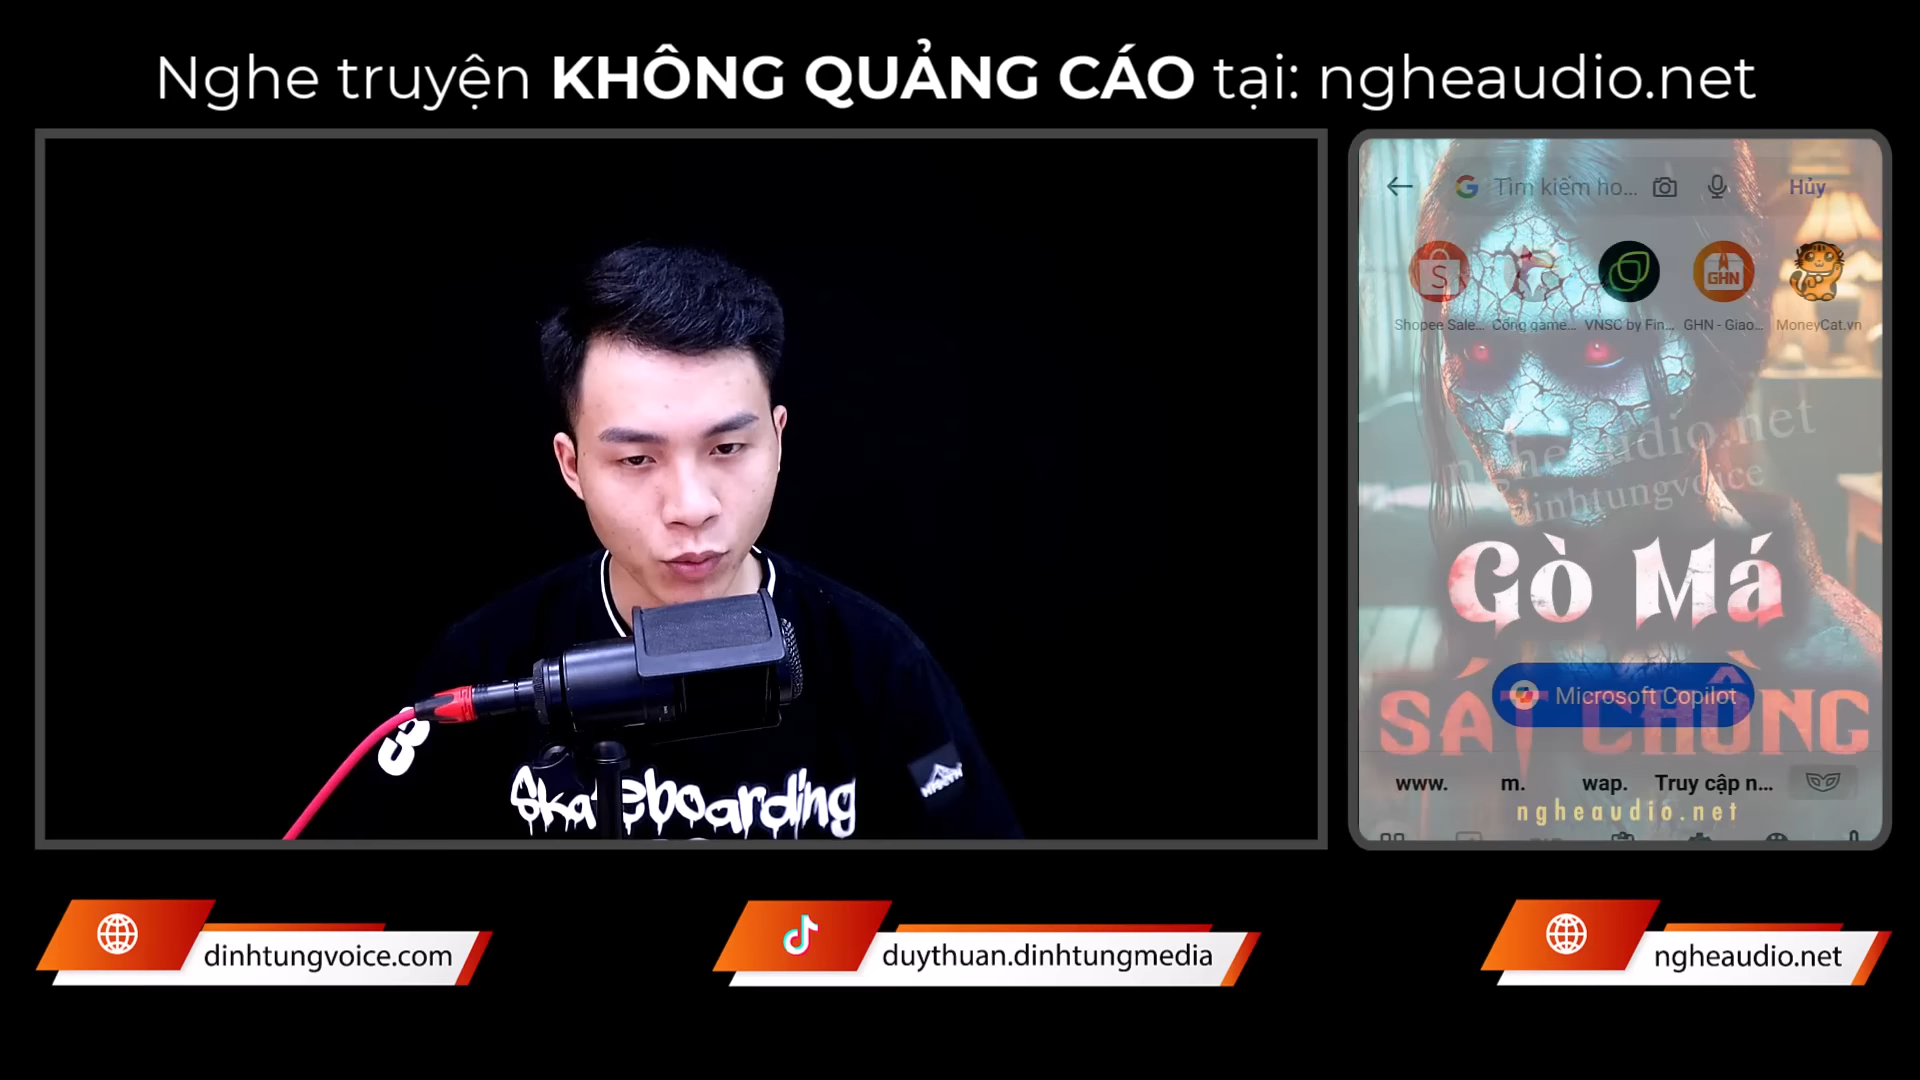 Nghe truyện KHÔNG QUẢNG CÁO tại: ngheaudio.net
Tìm kiếm ho...
Hủy
Shopee Sale...
Cổng game...
VNSC by Fin...
GHN - Giao...
MoneyCat.vn
GHN
ngheaudio.net
dinhtungvoice
Gò Má
SÁT CHỒNG
Microsoft Copilot
www.
m.
wap.
Truy cập n...
ngheaudio.net
Skateboarding
dinhtungvoice.com
duythuan.dinhtungmedia
ngheaudio.net